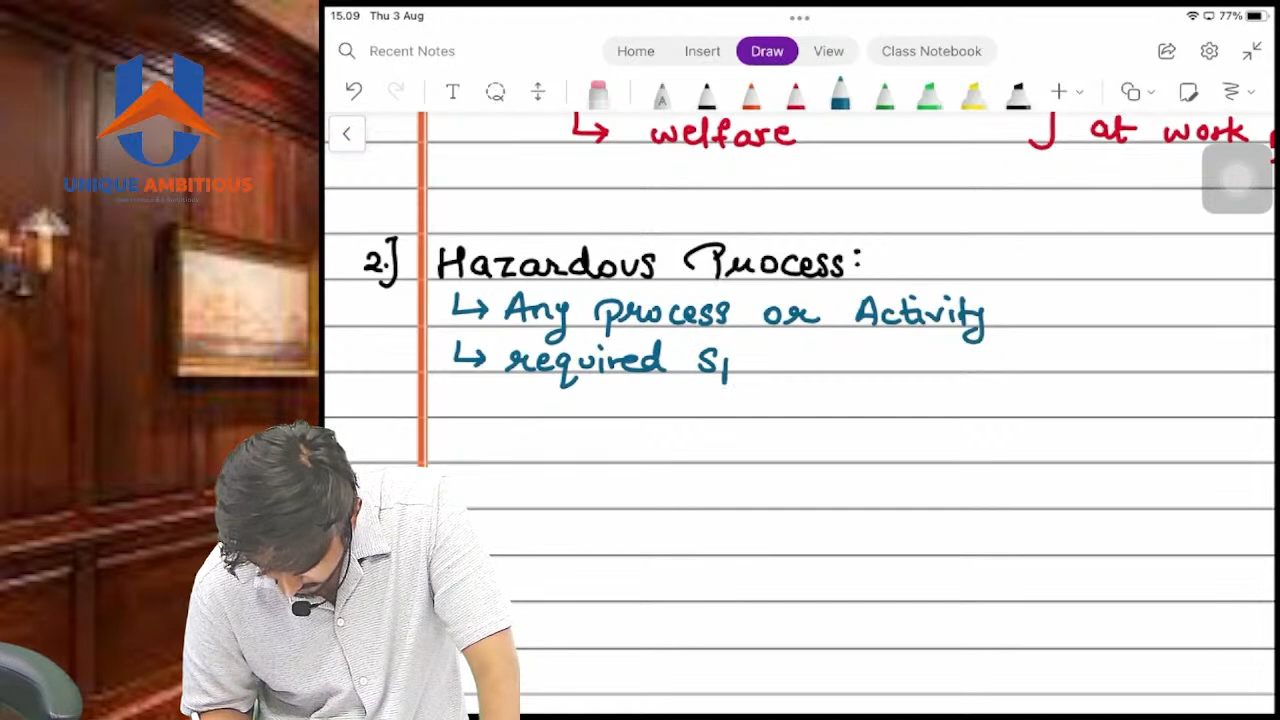 15.09 Thu 3 Aug
77%
Recent Notes
Home Insert Draw View Class Notebook
T
A
UNIQUE AMBITIOUS
↳ welfare
at work
2.] Hazardous Process:
↳ Any process or Activity
↳ required